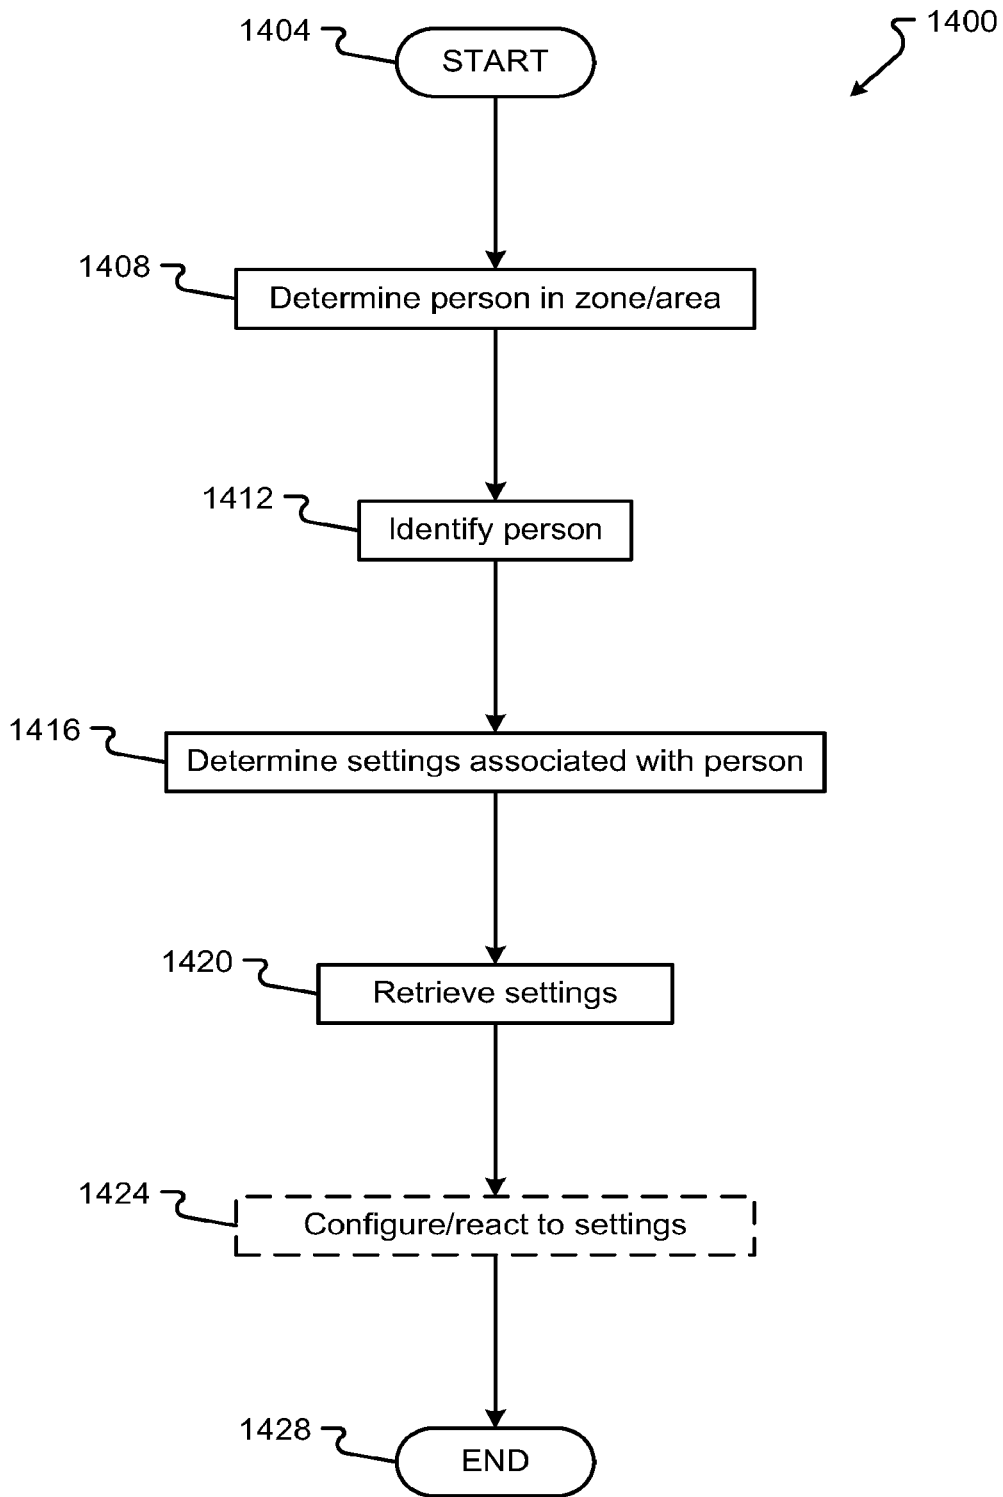 1400
1404
START
1408
Determine person in zone/area
1412
Identify person
1416
Determine settings associated with person
1420
Retrieve settings
1424
Configure/react to settings
1428
END